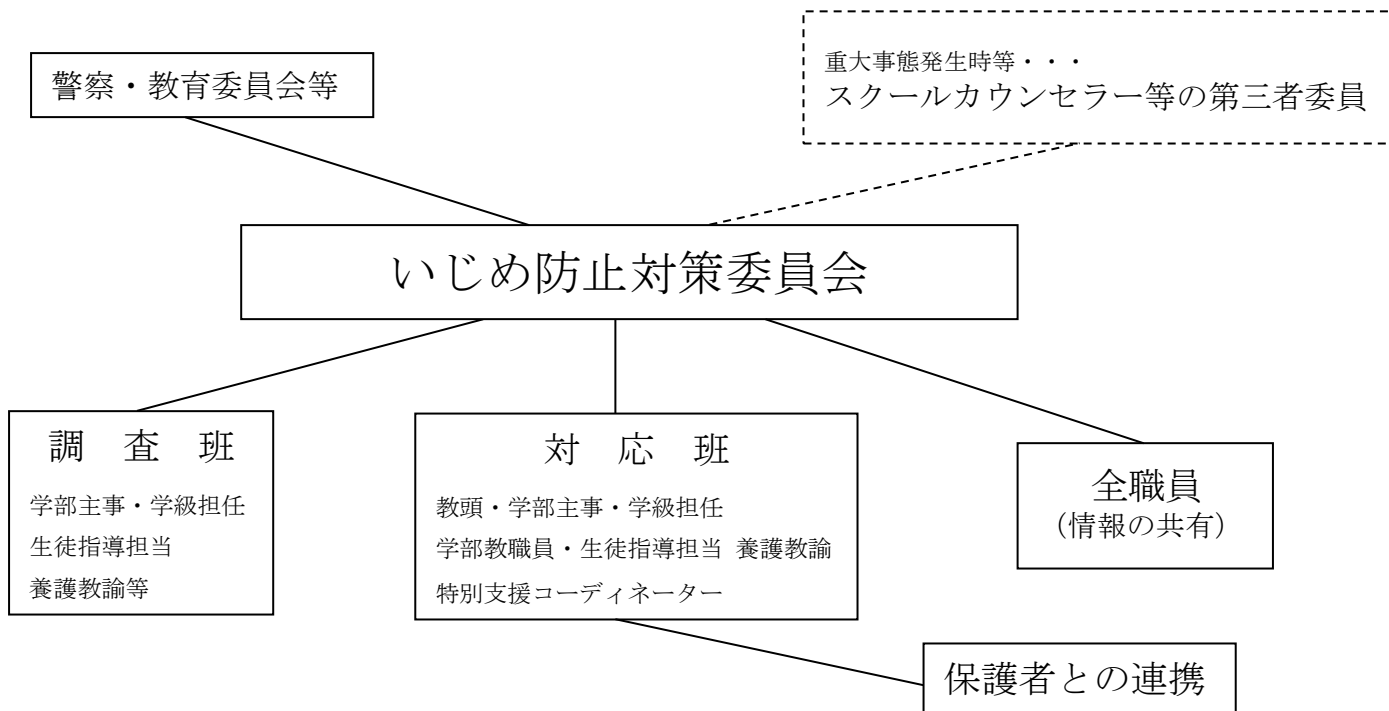 警察・教育委員会等
重大事態発生時等・・・
スクールカウンセラー等の第三者委員
いじめ防止対策委員会
調　査　班
学部主事・学級担任
生徒指導担当
養護教諭等
対　応　班
教頭・学部主事・学級担任
学部教職員・生徒指導担当 養護教諭
特別支援コーディネーター
全職員
（情報の共有）
保護者との連携